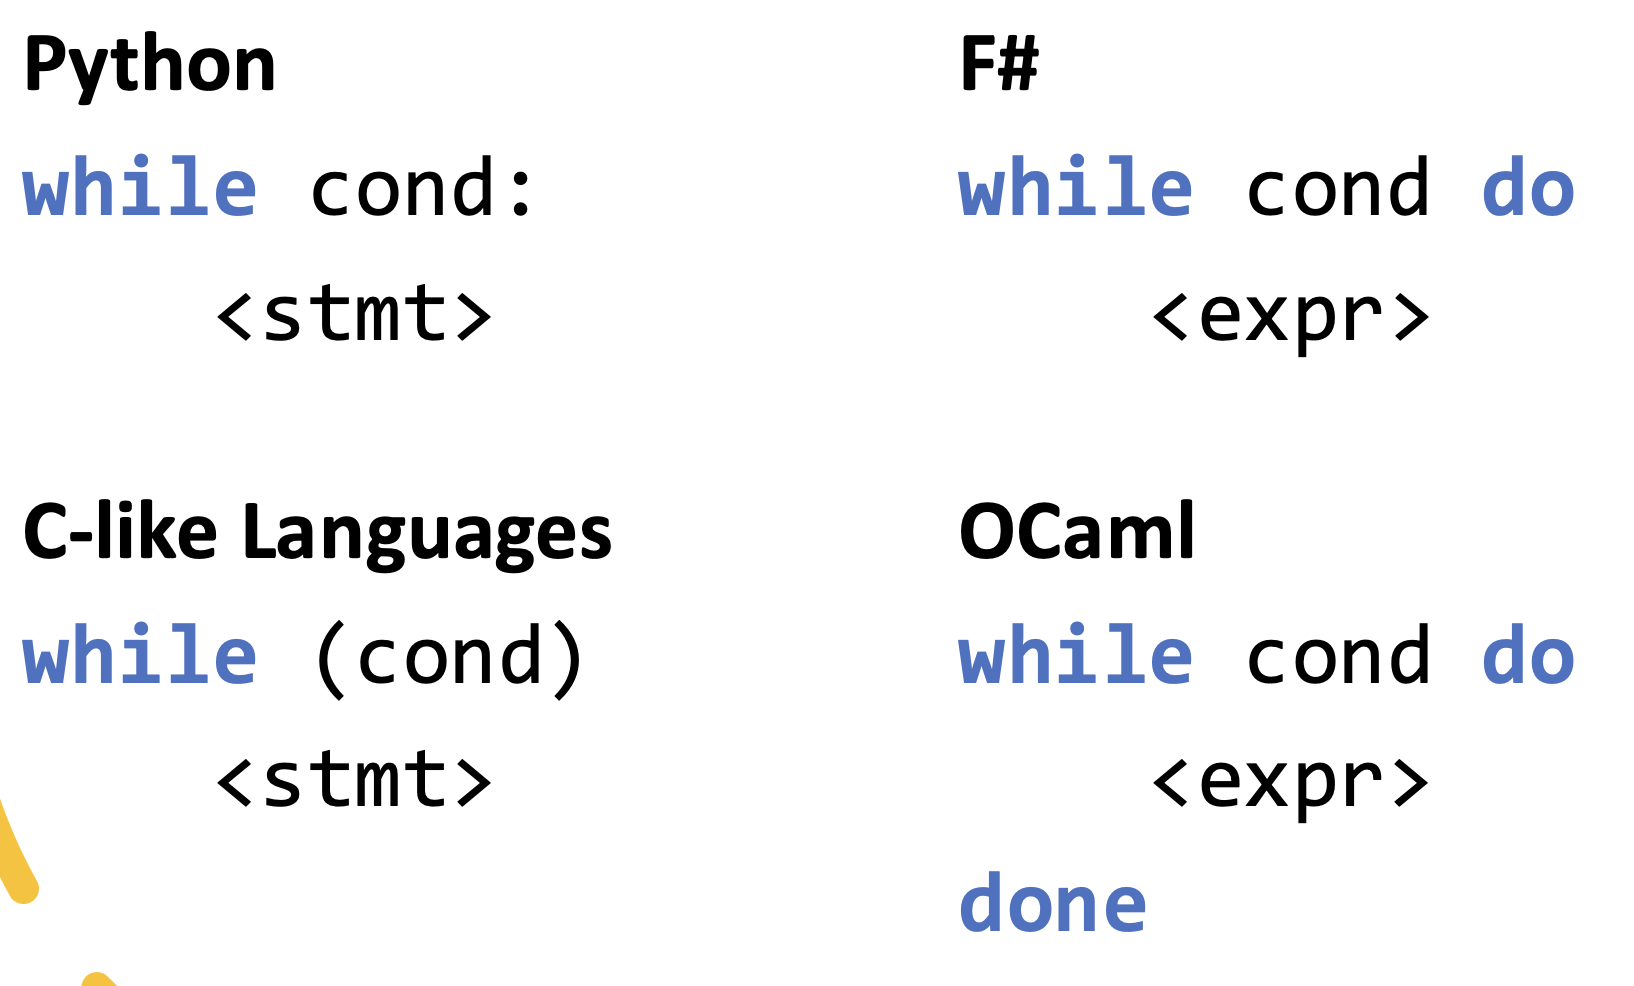 Python
while cond:
    <stmt>
C-like Languages
while (cond)
    <stmt>
F#
while cond do
    <expr>
OCaml
while cond do
    <expr>
done